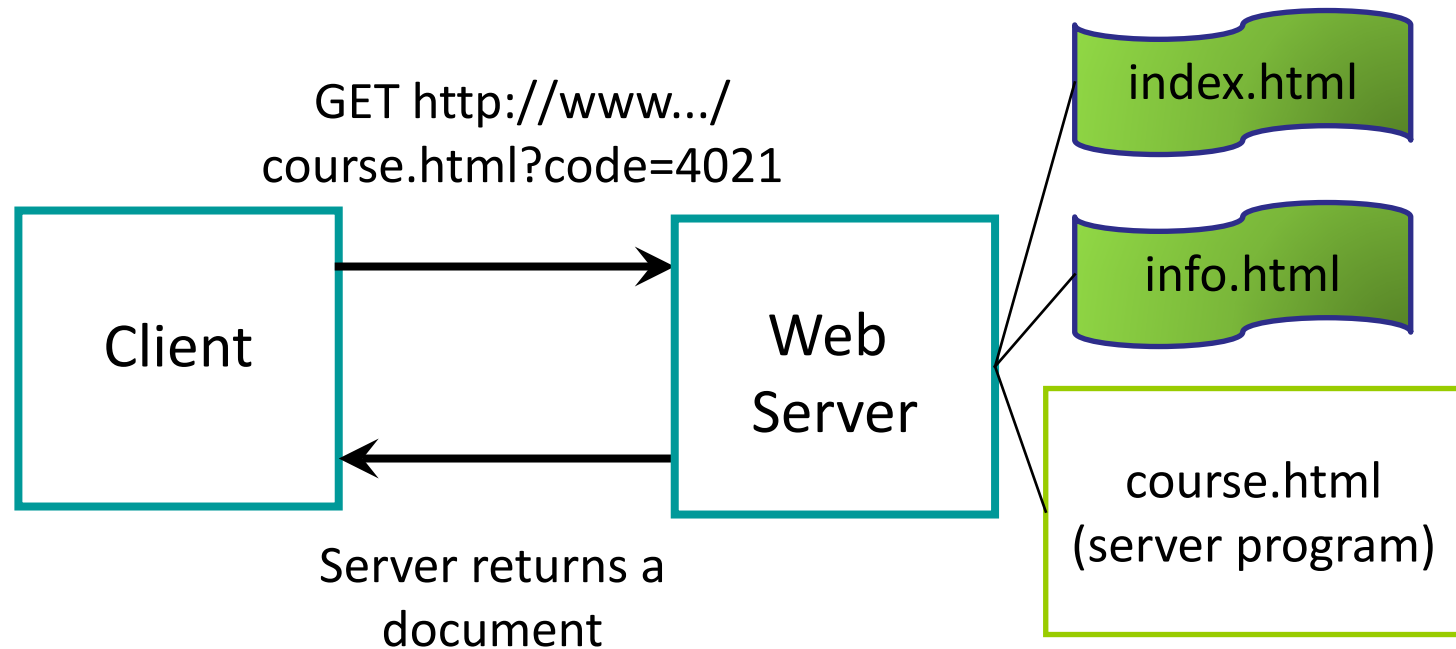 GET http://www.../
course.html?code=4021
Client
Web
Server
Server returns a
document
index.html
info.html
course.html
(server program)